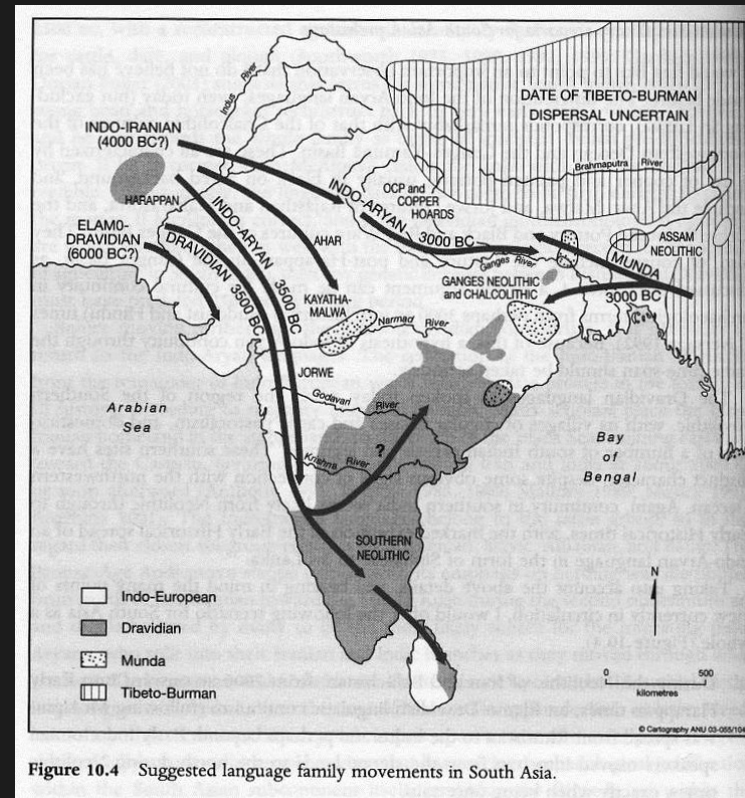 Indus River
DATE OF TIBETO-BURMAN
DISPERSAL UNCERTAIN
INDO-IRANIAN
(4000 BC?)
Brahmaputra River
HARAPPAN
INDO-ARYAN 3000 BC
OCP and
COPPER
HOARDS
ELAMO-
DRAVIDIAN
(6000 BC?)
INDO-ARYAN 3500 BC
DRAVIDIAN 3500 BC
AHAR
Ganges River
ASSAM
NEOLITHIC
MUNDA
3000 BC
GANGES NEOLITHIC
and CHALCOLITHIC
KAYATHA-
MALWA
Narmada River
JORWE
Godavari River
Arabian
Sea
?
Krishna River
Bay
of
Bengal
SOUTHERN
NEOLITHIC
N
Indo-European
Dravidian
Munda
Tibeto-Burman
0 500
kilometres
© Cartography ANU 03-055/104
Figure 10.4 Suggested language family movements in South Asia.